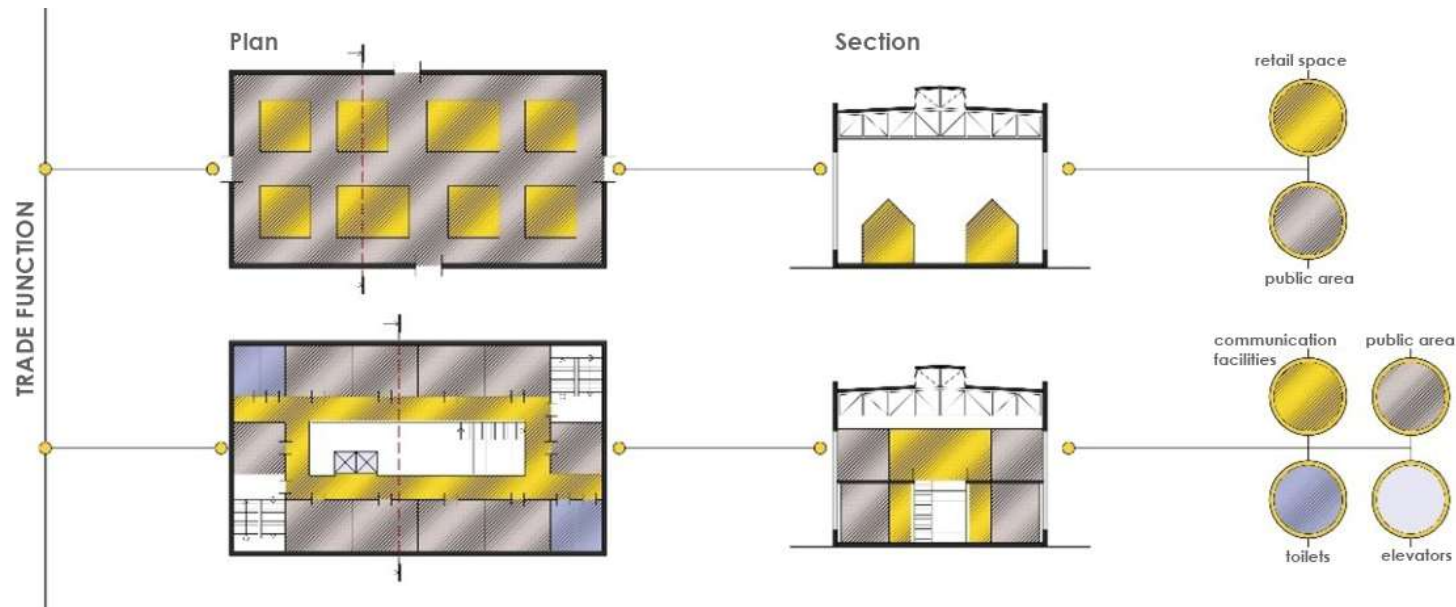 TRADE FUNCTION
Plan
Section
retail space
public area
communication
facilities
public area
toilets
elevators